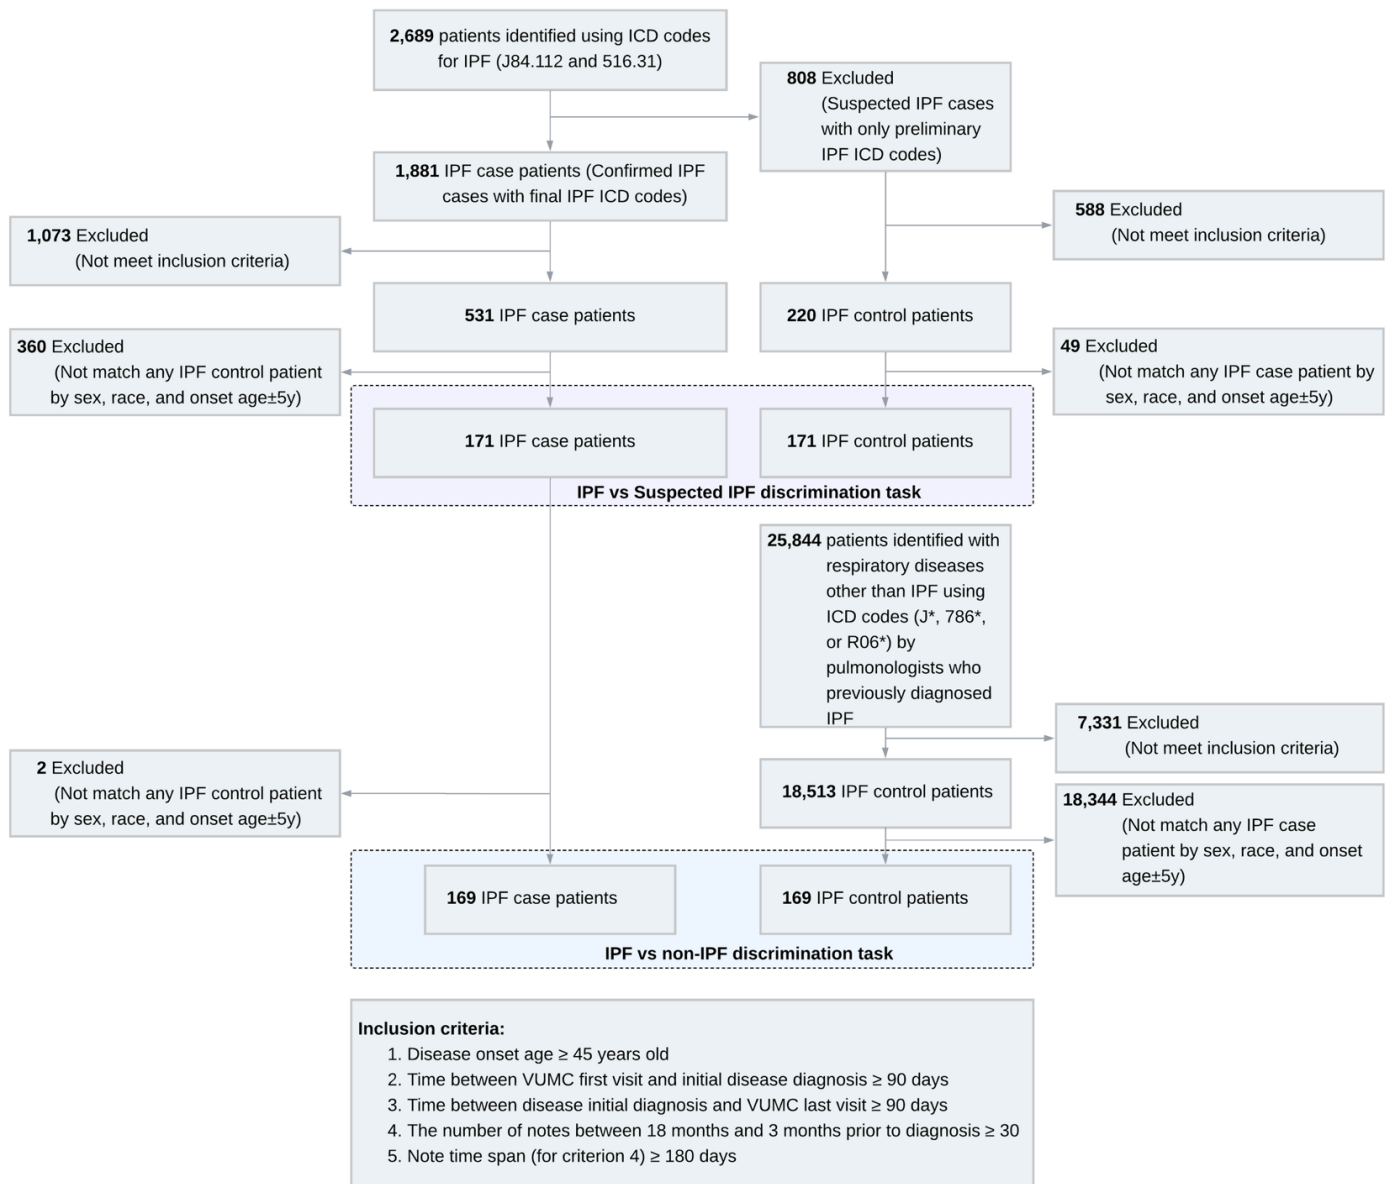 2,689 patients identified using ICD codes
for IPF (J84.112 and 516.31)
808 Excluded
(Suspected IPF cases
with only preliminary
IPF ICD codes)
1,881 IPF case patients (Confirmed IPF
cases with final IPF ICD codes)
1,073 Excluded
(Not meet inclusion criteria)
588 Excluded
(Not meet inclusion criteria)
531 IPF case patients
220 IPF control patients
360 Excluded
(Not match any IPF control patient
by sex, race, and onset age±5y)
49 Excluded
(Not match any IPF case patient by
sex, race, and onset age±5y)
171 IPF case patients
171 IPF control patients
IPF vs Suspected IPF discrimination task
25,844 patients identified with
respiratory diseases
other than IPF using
ICD codes (J*, 786*,
or R06*) by
pulmonologists who
previously diagnosed
IPF
7,331 Excluded
(Not meet inclusion criteria)
2 Excluded
(Not match any IPF control patient
by sex, race, and onset age±5y)
18,513 IPF control patients
18,344 Excluded
(Not match any IPF case
patient by sex, race, and onset
age±5y)
169 IPF case patients
169 IPF control patients
IPF vs non-IPF discrimination task
Inclusion criteria:
1. Disease onset age ≥ 45 years old
2. Time between VUMC first visit and initial disease diagnosis ≥ 90 days
3. Time between disease initial diagnosis and VUMC last visit ≥ 90 days
4. The number of notes between 18 months and 3 months prior to diagnosis ≥ 30
5. Note time span (for criterion 4) ≥ 180 days